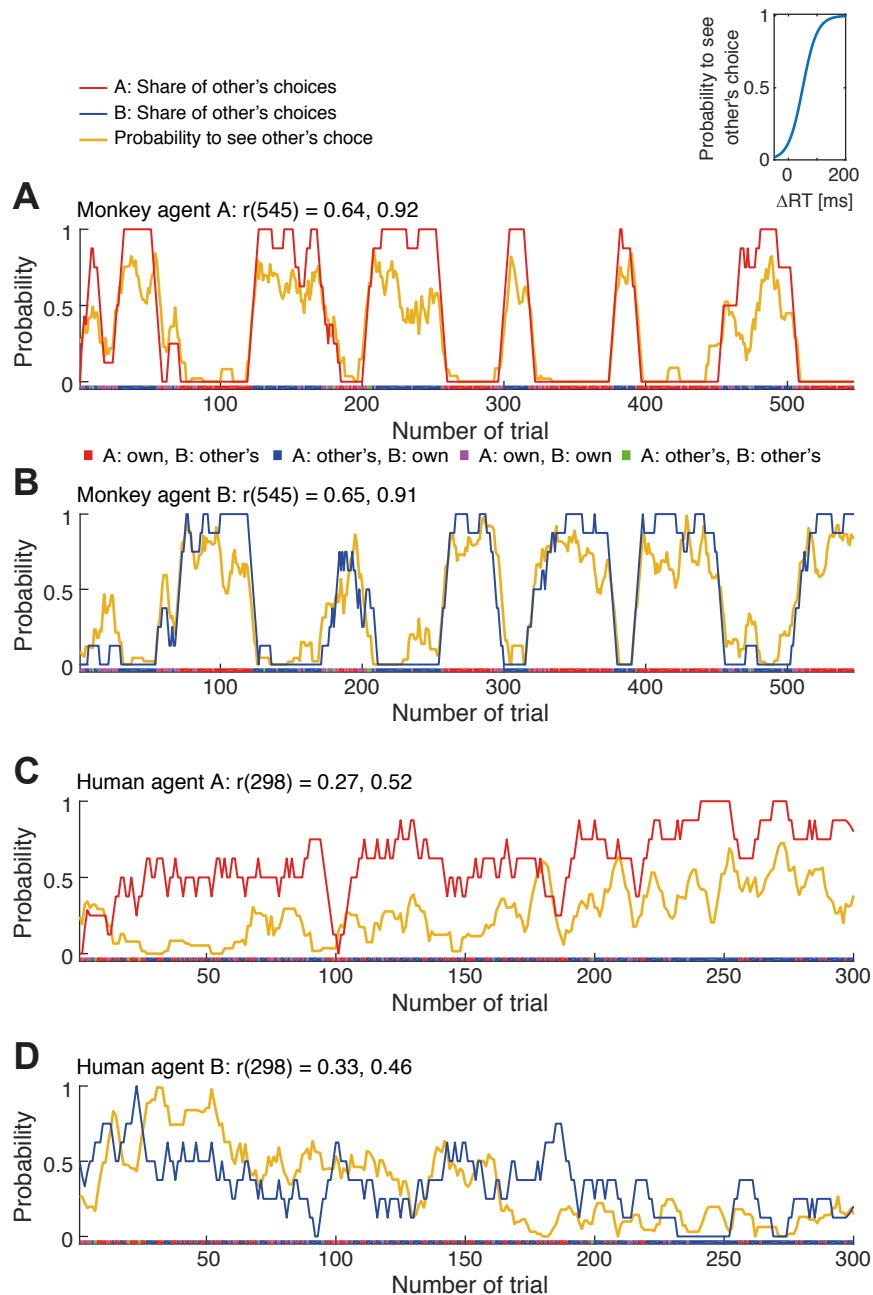 Probability to see
other's choice
1
0.5
0
0
200
ΔRT [ms]
A: Share of other's choices
B: Share of other's choices
Probability to see other's choce
A
Monkey agent A: r(545) = 0.64, 0.92
Probability
1
0.5
0
100
200
300
400
500
Number of trial
A: own, B: other's
A: other's, B: own
A: own, B: own
A: other's, B: other's
B
Monkey agent B: r(545) = 0.65, 0.91
Probability
1
0.5
0
100
200
300
400
500
Number of trial
C
Human agent A: r(298) = 0.27, 0.52
Probability
1
0.5
0
50
100
150
200
250
300
Number of trial
D
Human agent B: r(298) = 0.33, 0.46
Probability
1
0.5
0
50
100
150
200
250
300
Number of trial